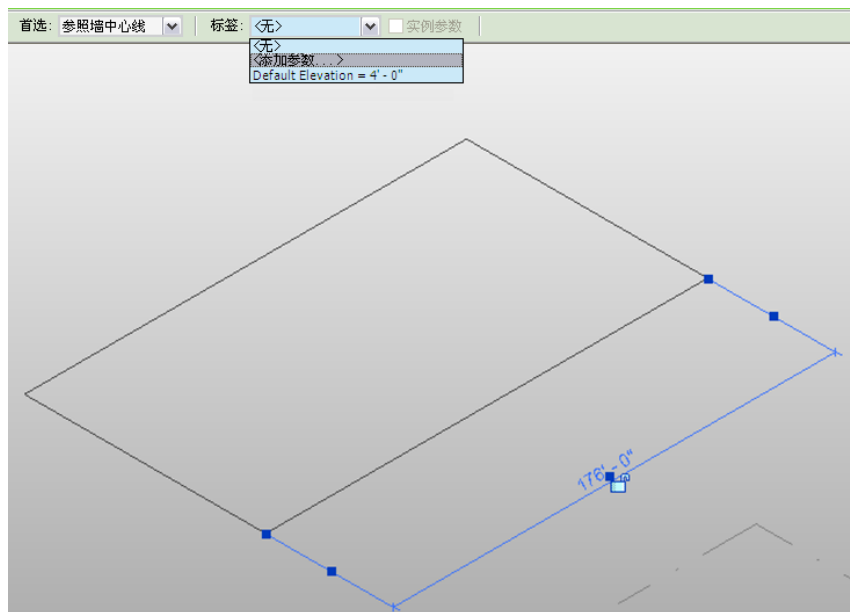 首选: 参照墙中心线 标签: <无> 实例参数
<无>
<添加参数...>
Default Elevation = 4' - 0"
176' - 0"